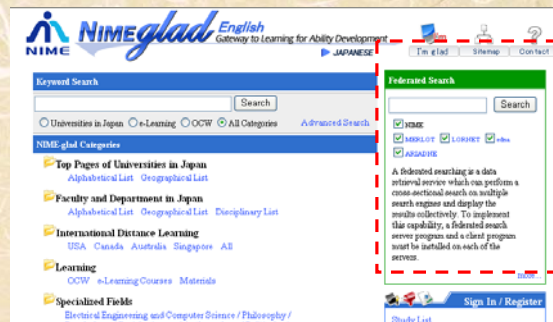 NIME
NIMEglad English
Gateway to Learning for Ability Development
JAPANESE
I'm glad Sitemap Contact
Keyword Search
Search
Universities in Japan e-Learning OCW All Categories Advanced Search
NIME-glad Categories
Top Pages of Universities in Japan
Alphabetical List Geographical List
Faculty and Department in Japan
Alphabetical List Geographical List Disciplinary List
International Distance Learning
USA Canada Australia Singapore All
Learning
OCW e-Learning Courses Materials
Specialized Fields
Electrical Engineering and Computer Science / Philosophy /
Federated Search
Search
NIME
MERLOT LORNET edna
ARIADNE
A federated searching is a data
retrieval service which can perform a
cross-sectional search on multiple
search engines and display the
results collectively. To implement
this capability, a federated search
server program and a client program
must be installed on each of the
servers.
more...
Sign In / Register
Study List